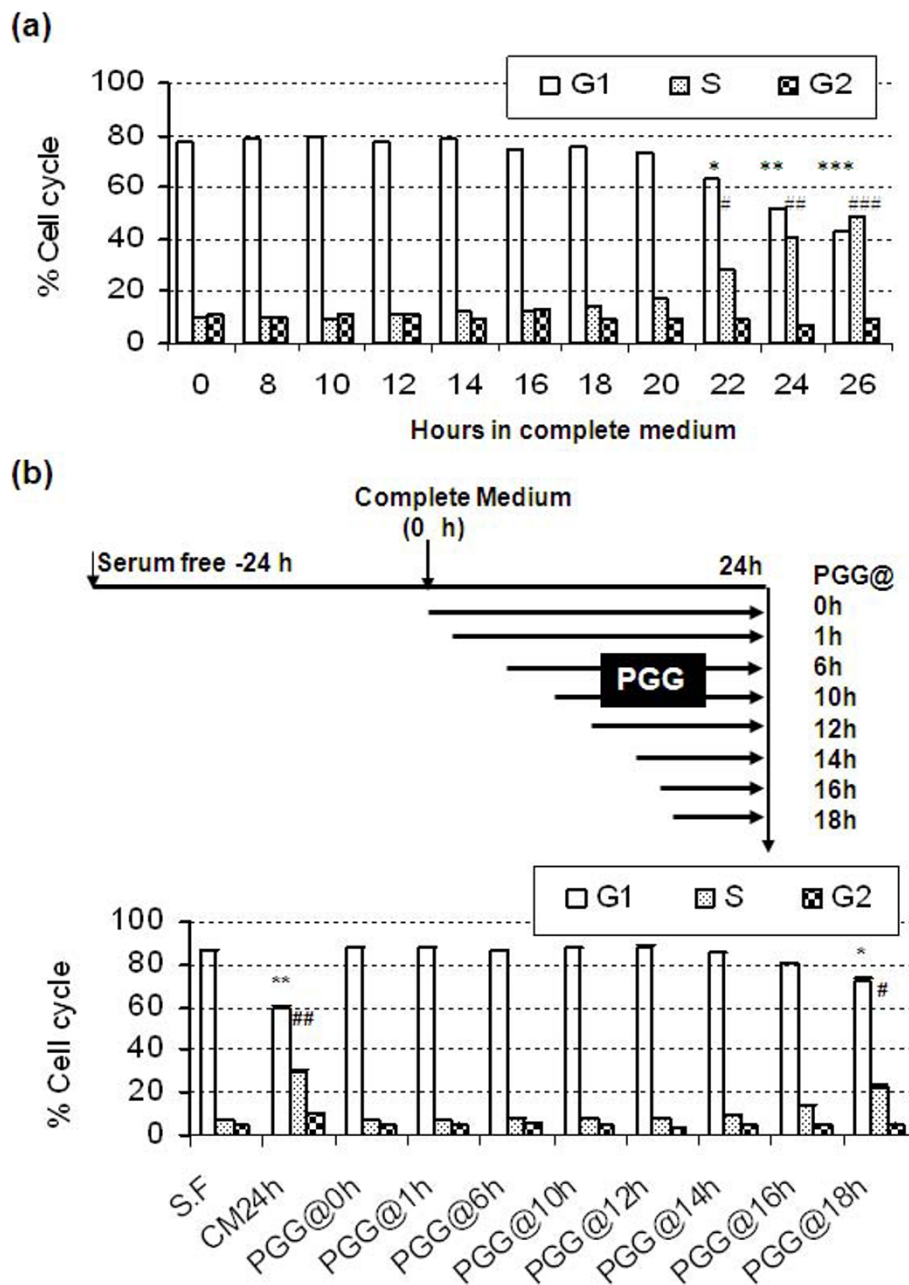 (a)
G1 S G2
100
80
60
40
20
0
% Cell cycle
* ** ***
# ## ###
0 8 10 12 14 16 18 20 22 24 26
Hours in complete medium
(b)
Complete Medium
(0 h)
Serum free -24 h
24h
PGG@
0h
1h
6h
10h
12h
14h
16h
18h
PGG
G1 S G2
100
80
60
40
20
0
% Cell cycle
** *
## #
S.F CM24h PGG@0h PGG@1h PGG@6h PGG@10h PGG@12h PGG@14h PGG@16h PGG@18h